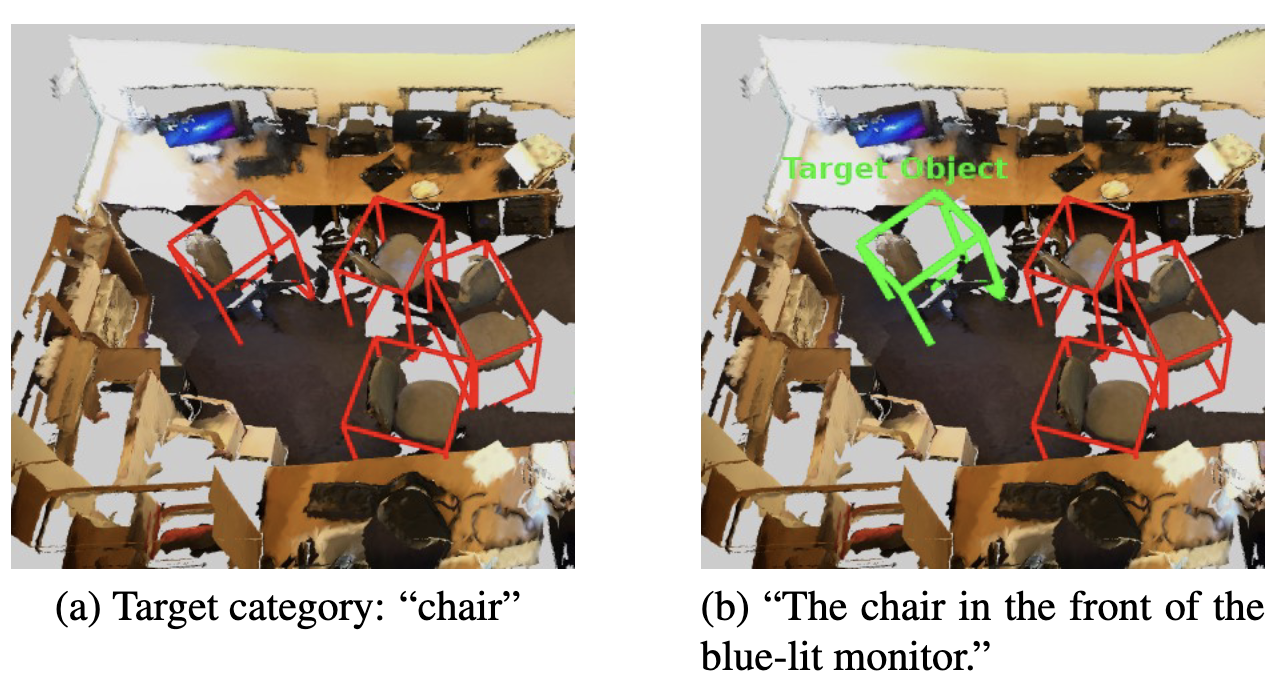 Target Object
(a) Target category: “chair”
(b) “The chair in the front of the
blue-lit monitor.”